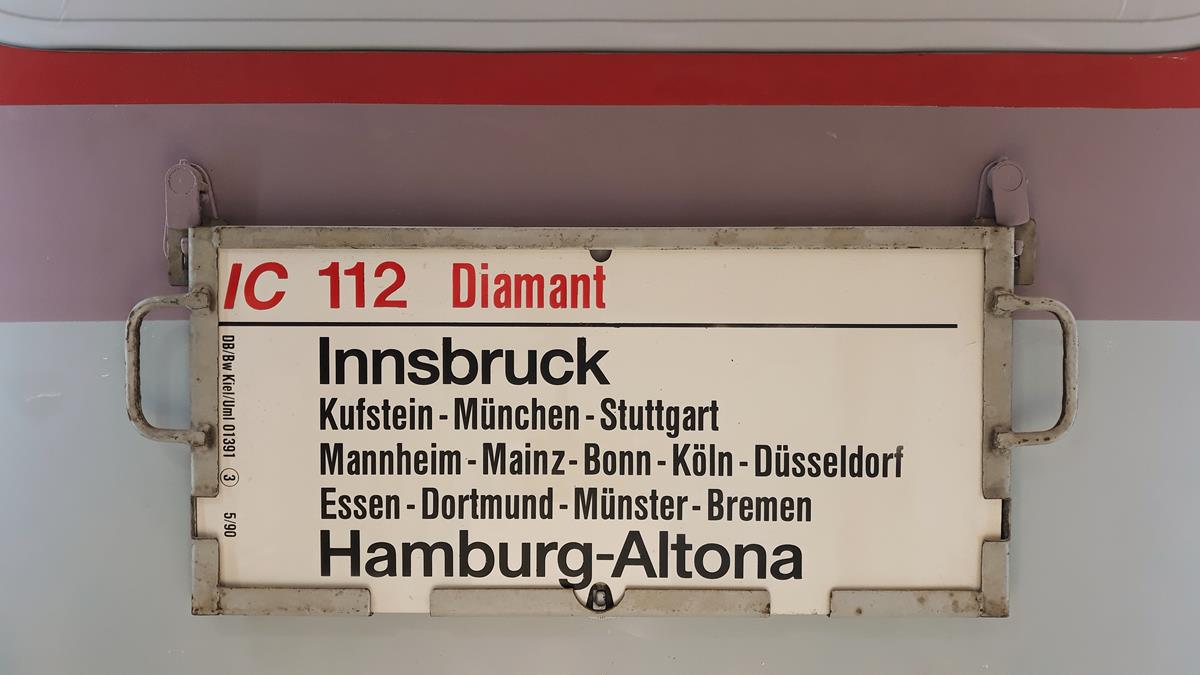 IC 112 Diamant
Innsbruck
Kufstein-München-Stuttgart
Mannheim-Mainz-Bonn-Köln-Düsseldorf
Essen-Dortmund-Münster-Bremen
Hamburg-Altona
DB/Bw Kiel/Uml 01391 3 5/90